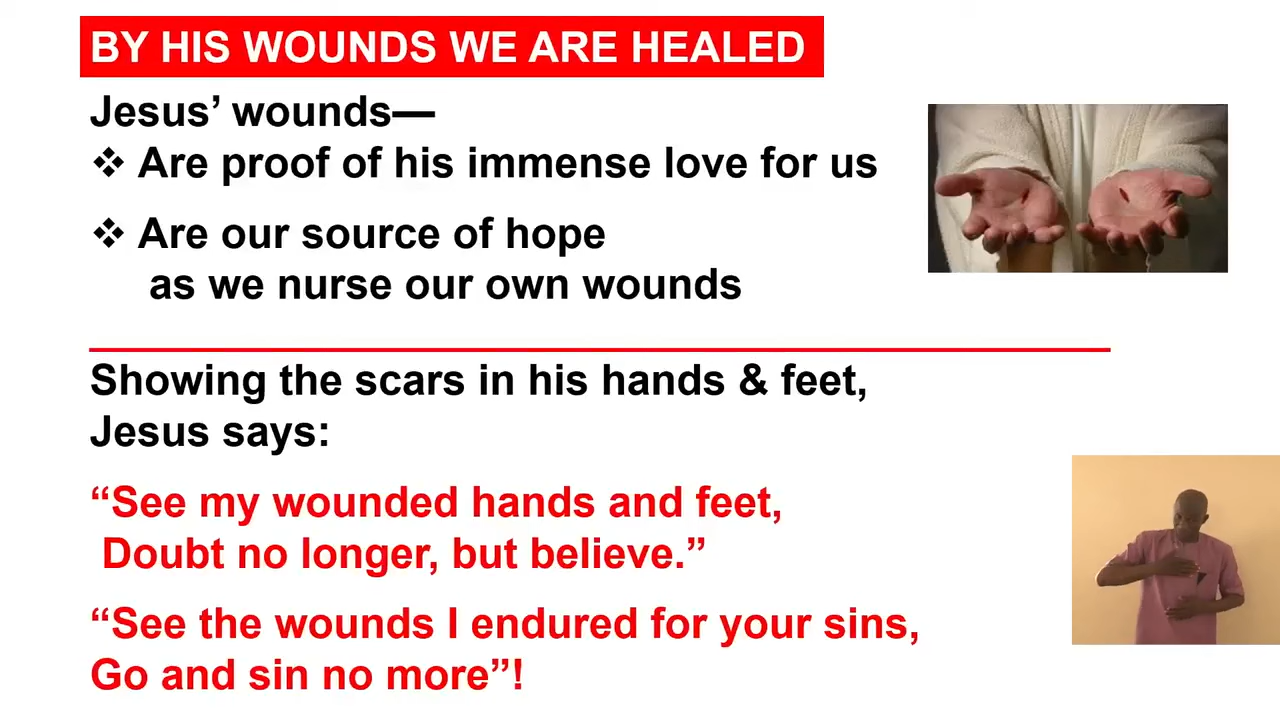 BY HIS WOUNDS WE ARE HEALED
Jesus’ wounds—
❖ Are proof of his immense love for us
❖ Are our source of hope
as we nurse our own wounds
Showing the scars in his hands & feet,
Jesus says:
“See my wounded hands and feet,
Doubt no longer, but believe.”
“See the wounds I endured for your sins,
Go and sin no more”!